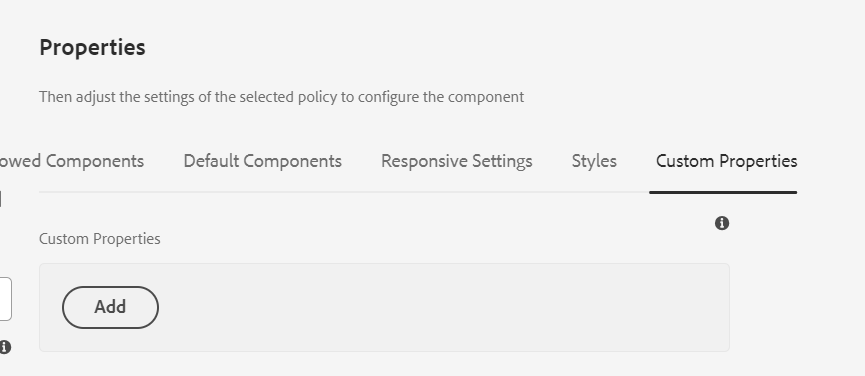 Properties
Then adjust the settings of the selected policy to configure the component
owed Components Default Components Responsive Settings Styles Custom Properties
Custom Properties
Add